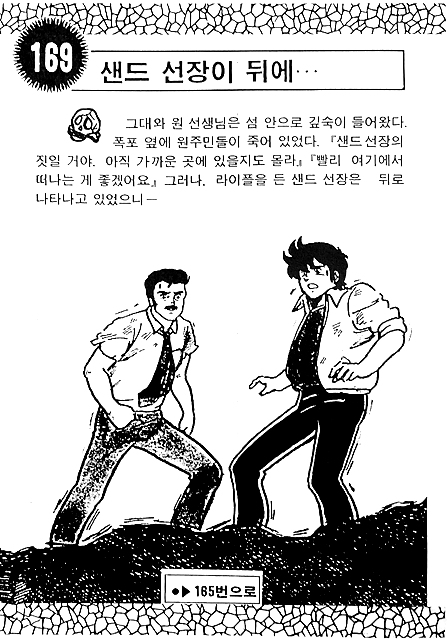 169
샌드 선장이 뒤에…
그대와 원 선생님은 섬 안으로 깊숙이 들어왔다.
폭포 옆에 원주민들이 죽어 있었다. 『샌드선장의
짓일 거야. 아직 가까운 곳에 있을지도 몰라.』『빨리 여기에서
떠나는 게 좋겠어요.』 그러나, 라이플을 든 샌드 선장은 뒤로
나타나고 있었으니—
●▶ 165번으로